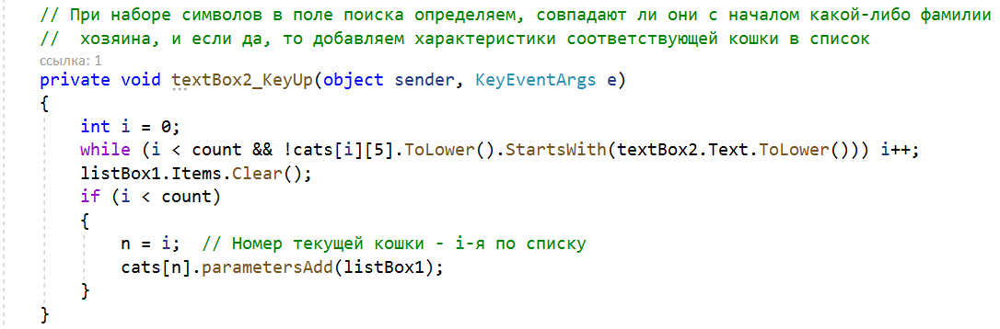 // При наборе символов в поле поиска определяем, совпадают ли они с началом какой-либо фамилии
//  хозяина, и если да, то добавляем характеристики соответствующей кошки в список
ссылка: 1
private void textBox2_KeyUp(object sender, KeyEventArgs e)
{
    int i = 0;
    while (i < count && !cats[i][5].ToLower().StartsWith(textBox2.Text.ToLower())) i++;
    listBox1.Items.Clear();
    if (i < count)
    {
        n = i;  // Номер текущей кошки - i-я по списку
        cats[n].parametersAdd(listBox1);
    }
}